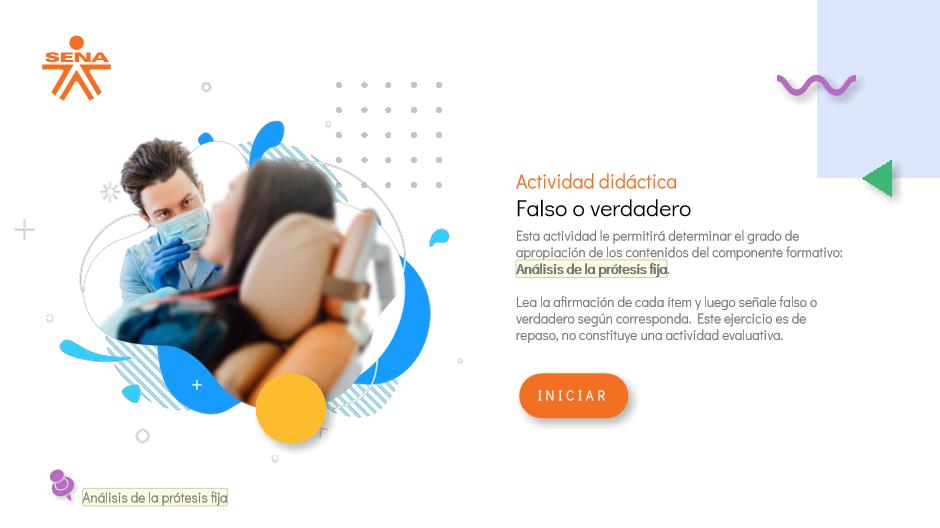 SENA
Actividad didáctica
Falso o verdadero
Esta actividad le permitirá determinar el grado de
apropiación de los contenidos del componente formativo:
Análisis de la prótesis fija.
Lea la afirmación de cada ítem y luego señale falso o
verdadero según corresponda. Este ejercicio es de
repaso, no constituye una actividad evaluativa.
INICIAR
Análisis de la prótesis fija